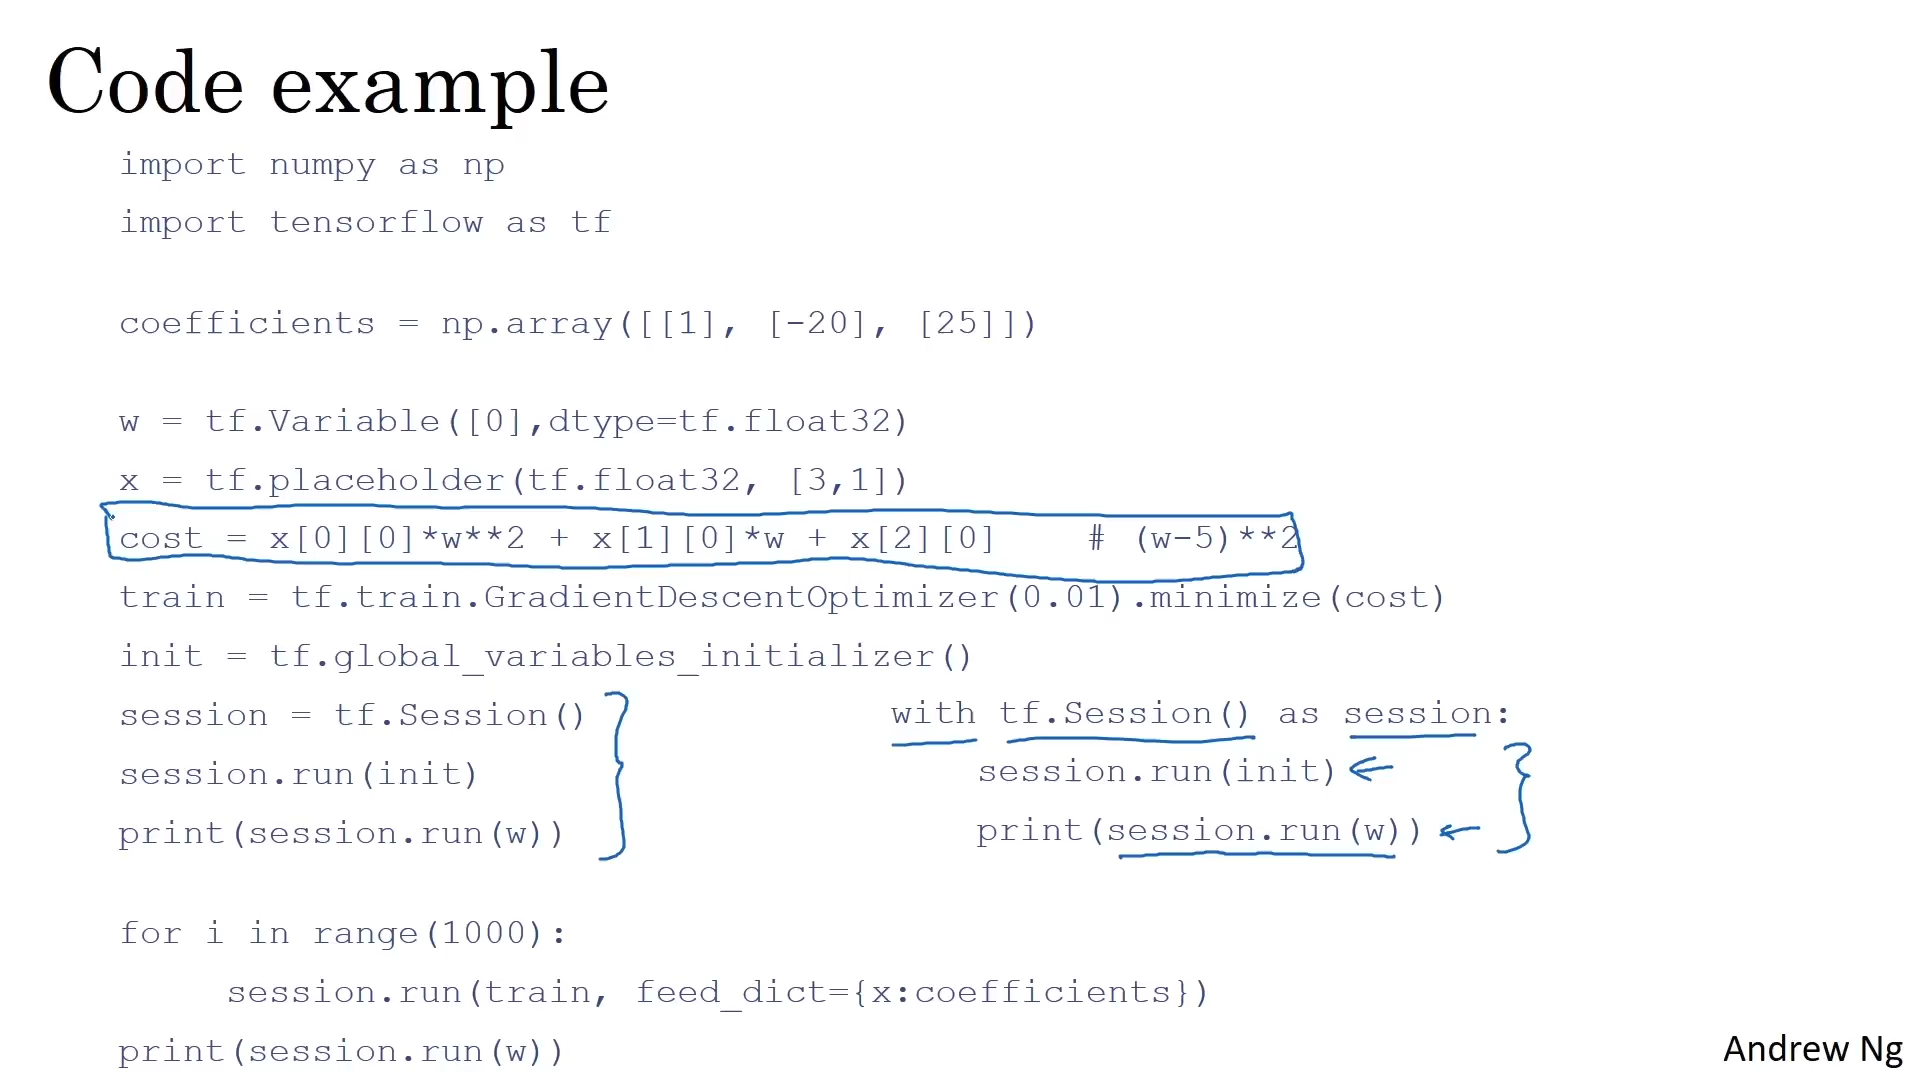 Code example
import numpy as np
import tensorflow as tf
coefficients = np.array([[1], [-20], [25]])
w = tf.Variable([0],dtype=tf.float32)
x = tf.placeholder(tf.float32, [3,1])
cost = x[0][0]*w**2 + x[1][0]*w + x[2][0]    # (w-5)**2
train = tf.train.GradientDescentOptimizer(0.01).minimize(cost)
init = tf.global_variables_initializer()
session = tf.Session()
session.run(init)
print(session.run(w))
with tf.Session() as session:
    session.run(init)
    print(session.run(w))
for i in range(1000):
    session.run(train, feed_dict={x:coefficients})
print(session.run(w))
Andrew Ng